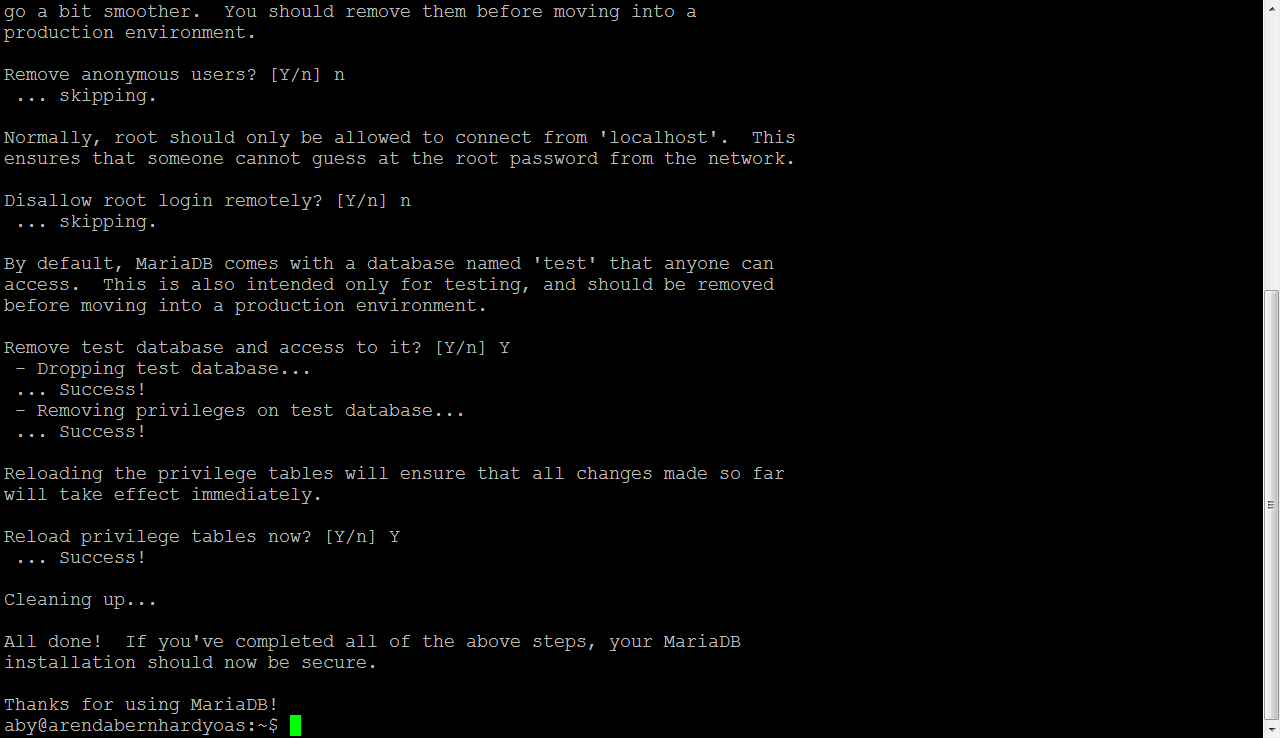 go a bit smoother.  You should remove them before moving into a
production environment.

Remove anonymous users? [Y/n] n
 ... skipping.

Normally, root should only be allowed to connect from 'localhost'.  This
ensures that someone cannot guess at the root password from the network.

Disallow root login remotely? [Y/n] n
 ... skipping.

By default, MariaDB comes with a database named 'test' that anyone can
access.  This is also intended only for testing, and should be removed
before moving into a production environment.

Remove test database and access to it? [Y/n] Y
 - Dropping test database...
 ... Success!
 - Removing privileges on test database...
 ... Success!

Reloading the privilege tables will ensure that all changes made so far
will take effect immediately.

Reload privilege tables now? [Y/n] Y
 ... Success!

Cleaning up...

All done!  If you've completed all of the above steps, your MariaDB
installation should now be secure.

Thanks for using MariaDB!
aby@arendabernhardyoas:~$